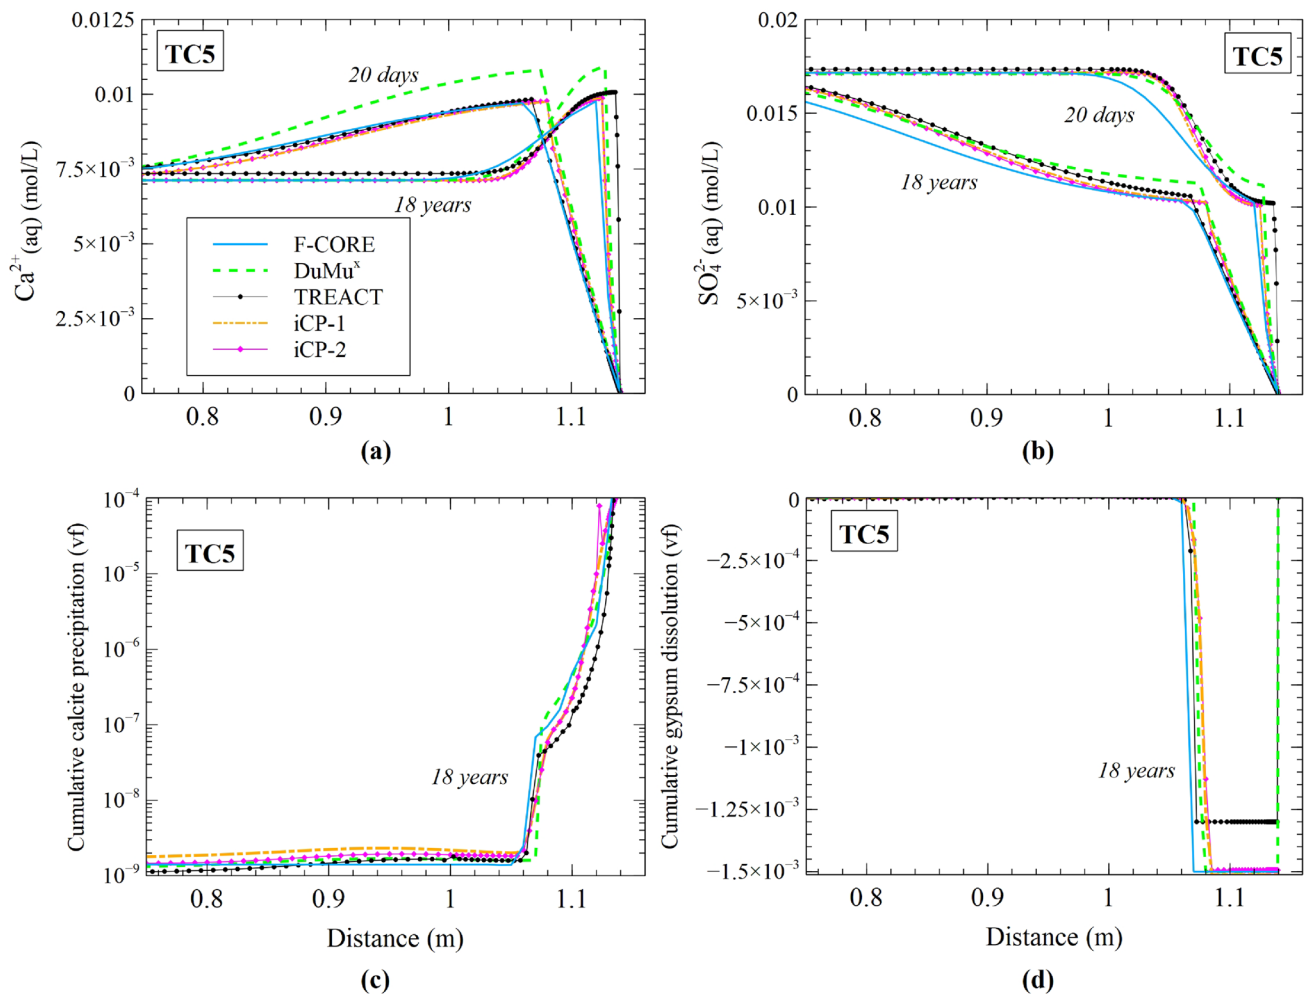 0.0125
0.01
7.5×10⁻³
5×10⁻³
2.5×10⁻³
0
Ca²⁺ (aq) (mol/L)
TC5
20 days
18 years
F-CORE
DuMuˣ
TREACT
iCP-1
iCP-2
0.8 0.9 1 1.1
(a)
0.02
0.015
0.01
5×10⁻³
0
SO₄²⁻ (aq) (mol/L)
TC5
20 days
18 years
0.8 0.9 1 1.1
(b)
10⁻⁴
10⁻⁵
10⁻⁶
10⁻⁷
10⁻⁸
10⁻⁹
Cumulative calcite precipitation (vf)
TC5
18 years
0.8 0.9 1 1.1
Distance (m)
(c)
0
−2.5×10⁻⁴
−5×10⁻⁴
−7.5×10⁻⁴
−1×10⁻³
−1.25×10⁻³
−1.5×10⁻³
Cumulative gypsum dissolution (vf)
TC5
18 years
0.8 0.9 1 1.1
Distance (m)
(d)